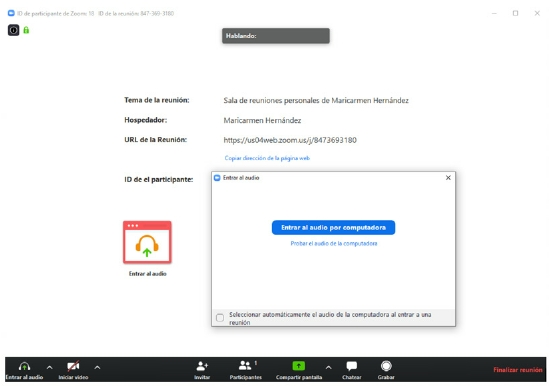 ID de participante de Zoom: 16 ID de la reunión: 847-369-3180
Hablando:
Tema de la reunión: Sala de reuniones personales de Maricarmen Hernández
Hospedador: Maricarmen Hernández
URL de la Reunión: https://us04web.zoom.us/j/8473693180
Copiar dirección de la página web
ID de el participante:
Entrar al audio
Entrar al audio por computadora
Probar el audio de la computadora
Entrar al audio
Seleccionar automáticamente el audio de la computadora al entrar a una
reunión
1
Entrar al audio Iniciar video Invitar Participantes Compartir pantalla Chatear Grabar Finalizar reunión